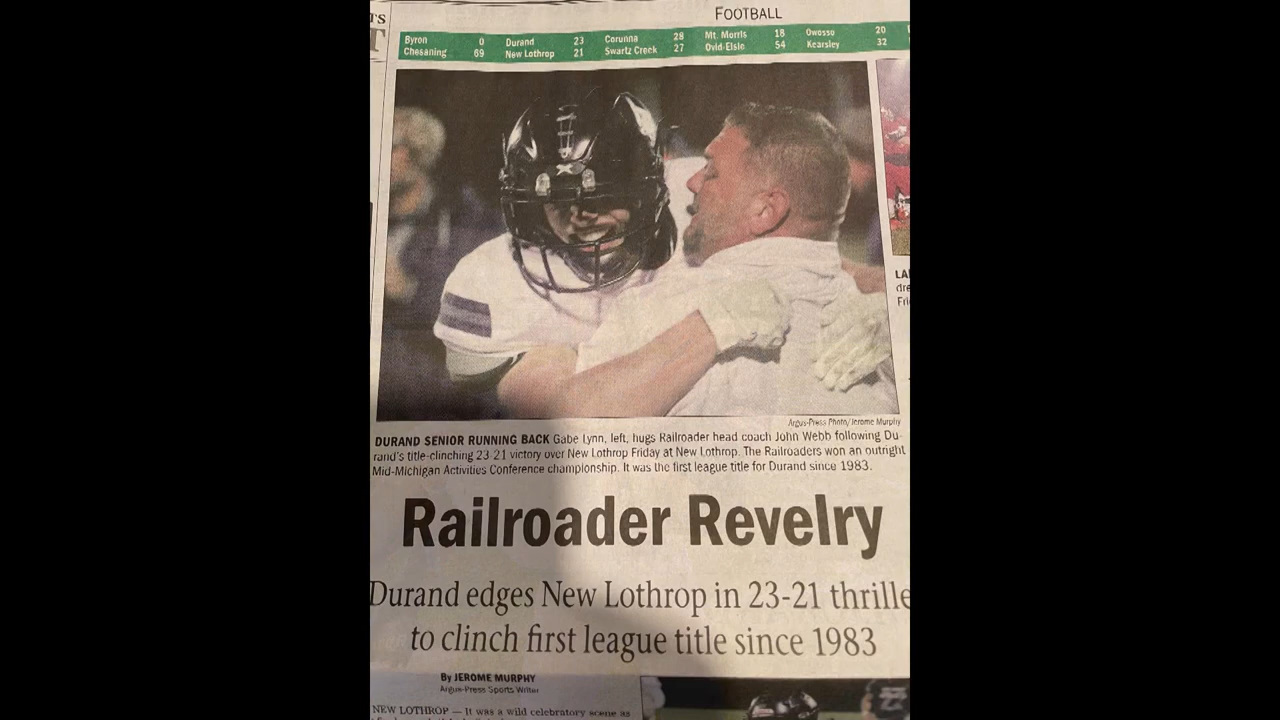 TS
T
FOOTBALL
Byron 0 Durand 23 Corunna 28 Mt. Morris 18 Owosso 20
Chesaning 69 New Lothrop 21 Swartz Creek 27 Ovid-Elsie 54 Kearsley 32
Argus-Press Photo/Jerome Murphy
DURAND SENIOR RUNNING BACK Gabe Lynn, left, hugs Railroader head coach John Webb following Du-
rand's title-clinching 23-21 victory over New Lothrop Friday at New Lothrop. The Railroaders won an outright
Mid-Michigan Activities Conference championship. It was the first league title for Durand since 1983.
LA
dre
Fri
Railroader Revelry
Durand edges New Lothrop in 23-21 thrille
to clinch first league title since 1983
By JEROME MURPHY
Argus-Press Sports Writer
NEW LOTHROP — It was a wild celebratory scene as